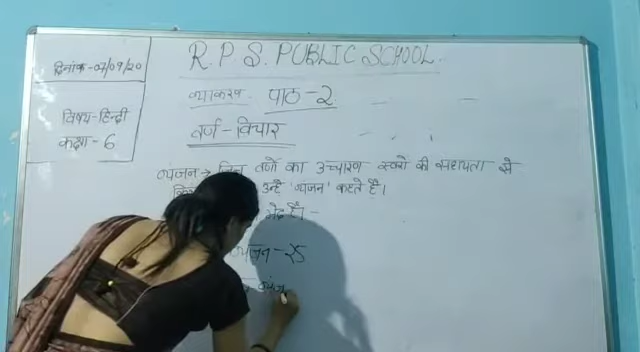 R.P.S. PUBLIC SCHOOL.
दिनांक-07/09/20
व्याकरण पाठ-2
विषय-हिन्दी
कक्षा-6
वर्ण-विचार
व्यंजन → जिन वर्णो का उच्चारण स्वरो की सहायता से
उन्हें 'व्यंजन' कहते है।
भेद है। -
व्यंजन-25